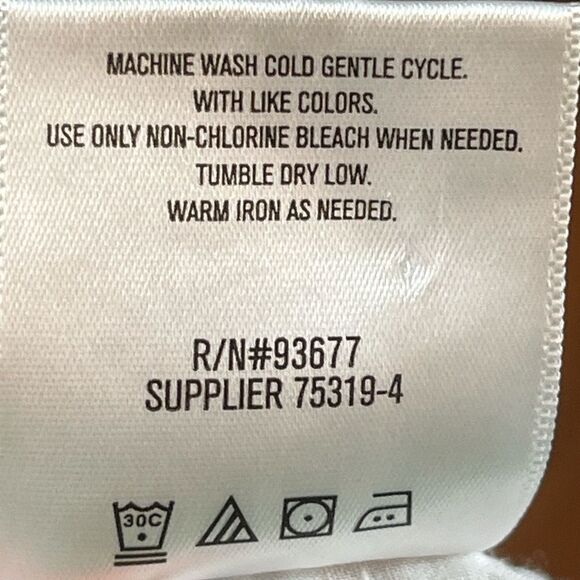 MACHINE WASH COLD GENTLE CYCLE.
WITH LIKE COLORS.
USE ONLY NON-CHLORINE BLEACH WHEN NEEDED.
TUMBLE DRY LOW.
WARM IRON AS NEEDED.
R/N#93677
SUPPLIER 75319-4
30C